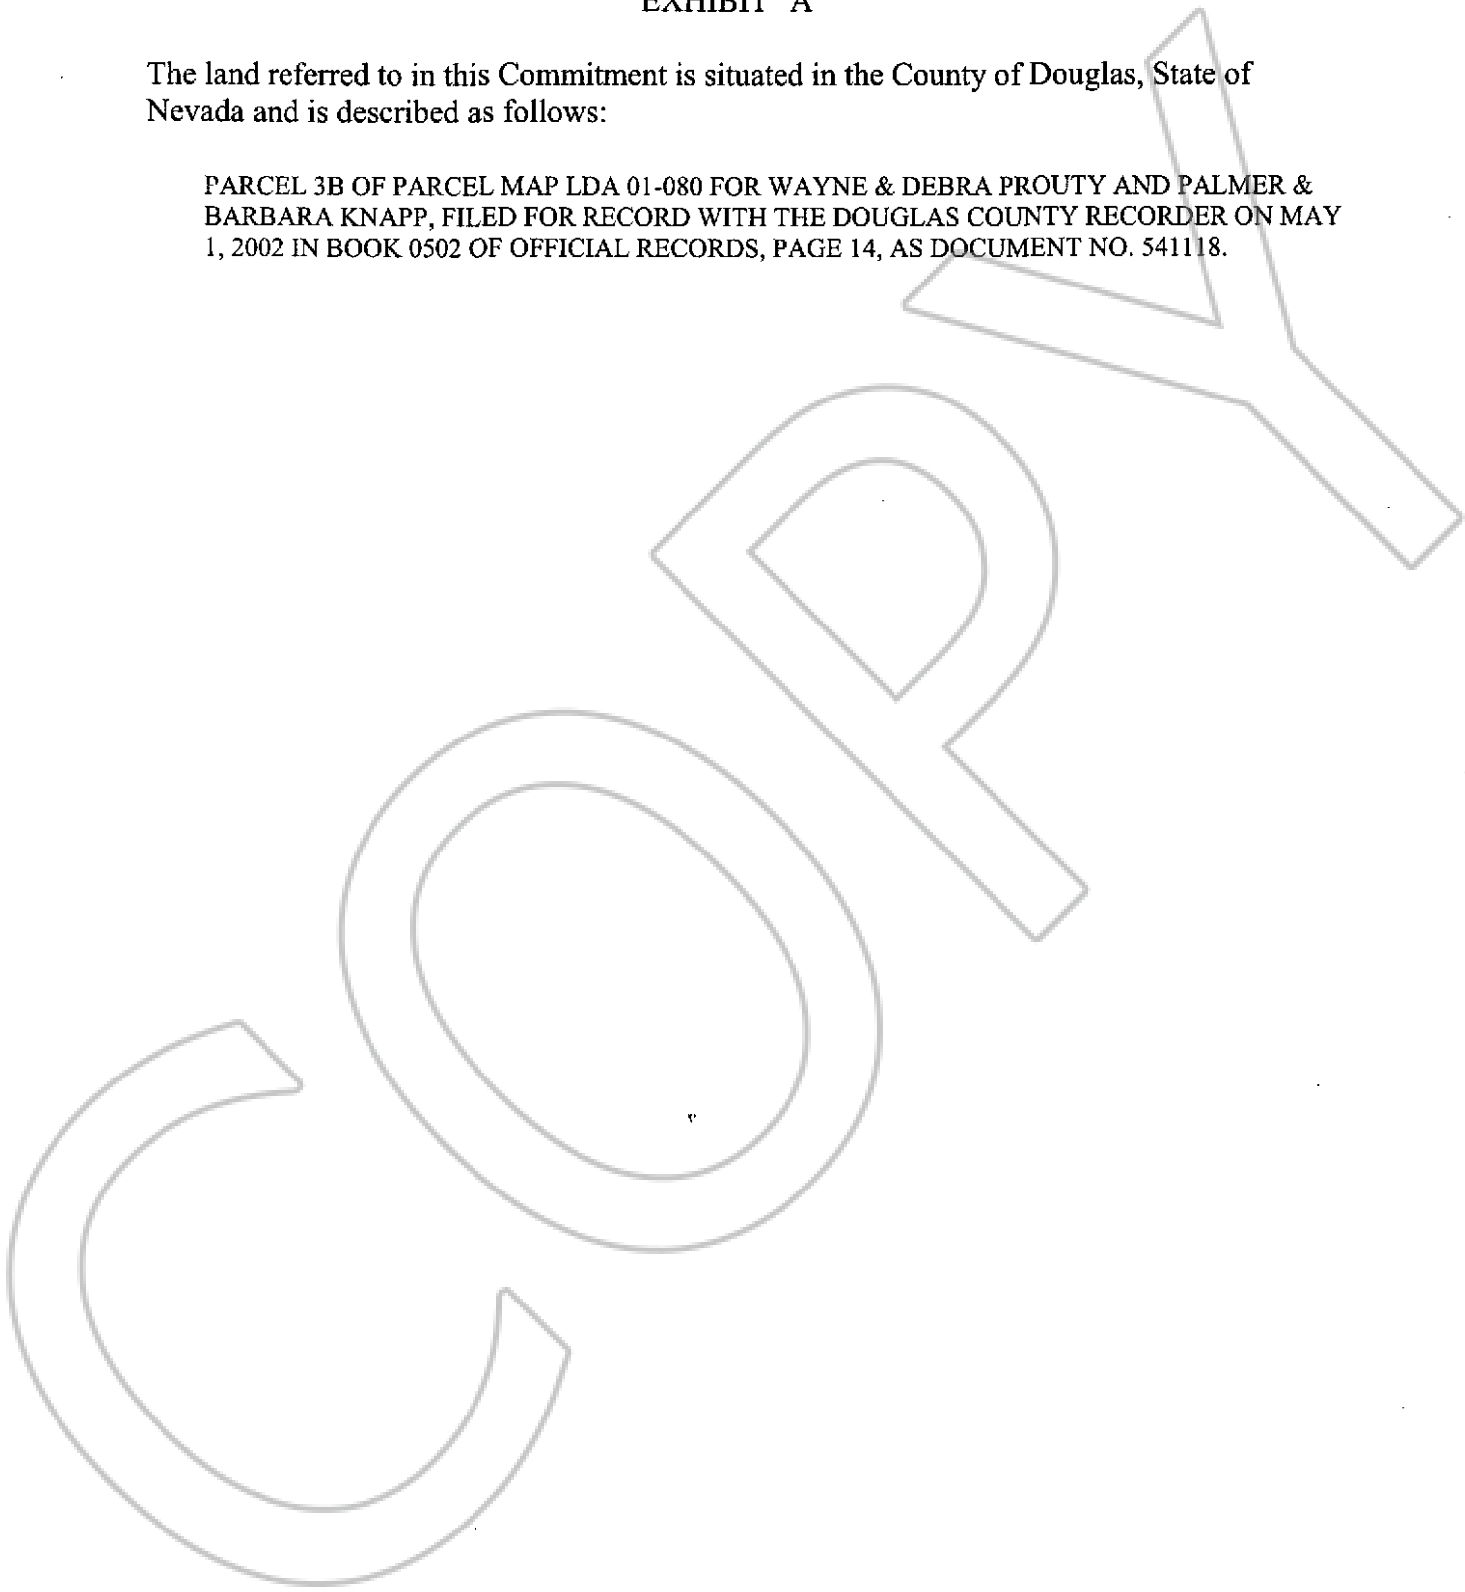 EXHIBIT A
The land referred to in this Commitment is situated in the County of Douglas, State of
Nevada and is described as follows:
PARCEL 3B OF PARCEL MAP LDA 01-080 FOR WAYNE & DEBRA PROUTY AND PALMER &
BARBARA KNAPP, FILED FOR RECORD WITH THE DOUGLAS COUNTY RECORDER ON MAY
1, 2002 IN BOOK 0502 OF OFFICIAL RECORDS, PAGE 14, AS DOCUMENT NO. 541118.
COPY